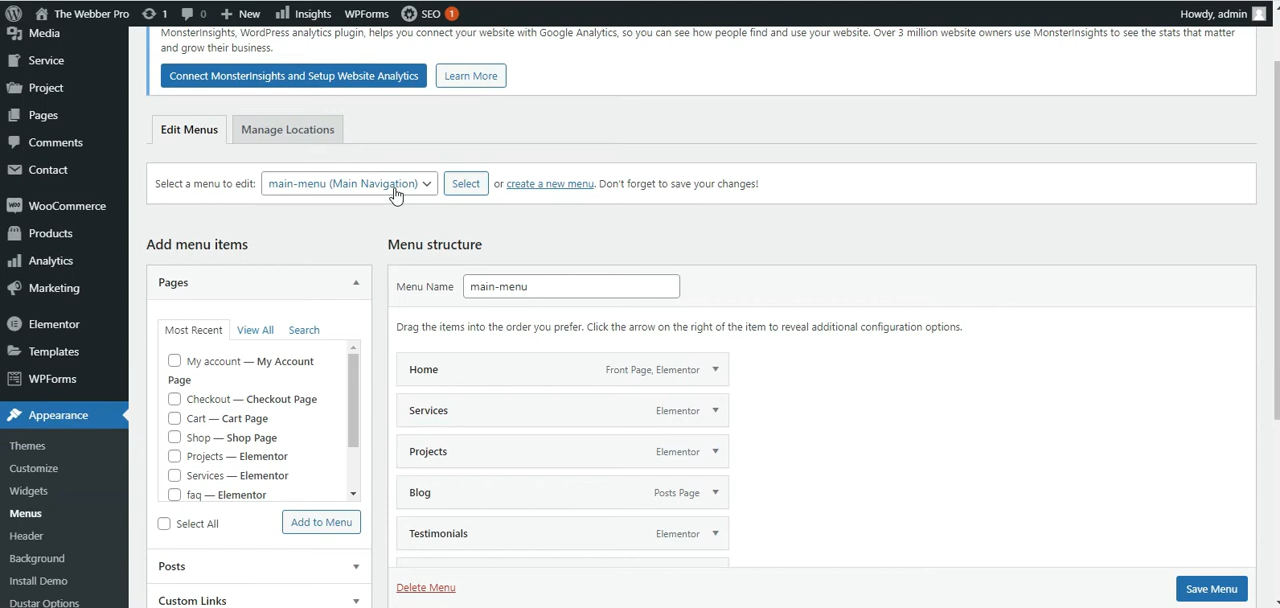 The Webber Pro 1 0 New Insights WPForms SEO 1 Howdy, admin
Media
Service
Project
Pages
Comments
Contact
WooCommerce
Products
Analytics
Marketing
Elementor
Templates
WPForms
Appearance
Themes
Customize
Widgets
Menus
Header
Background
Install Demo
Dustar Options
MonsterInsights, WordPress analytics plugin, helps you connect your website with Google Analytics, so you can see how people find and use your website. Over 3 million website owners use MonsterInsights to see the stats that matter
and grow their business.
Connect MonsterInsights and Setup Website Analytics Learn More
Edit Menus Manage Locations
Select a menu to edit: main-menu (Main Navigation) Select or create a new menu. Don't forget to save your changes!
Add menu items
Pages
Most Recent View All Search
My account — My Account
Page
Checkout — Checkout Page
Cart — Cart Page
Shop — Shop Page
Projects — Elementor
Services — Elementor
faq — Elementor
Select All Add to Menu
Posts
Custom Links
Menu structure
Menu Name main-menu
Drag the items into the order you prefer. Click the arrow on the right of the item to reveal additional configuration options.
Home Front Page, Elementor
Services Elementor
Projects Elementor
Blog Posts Page
Testimonials Elementor
Delete Menu Save Menu